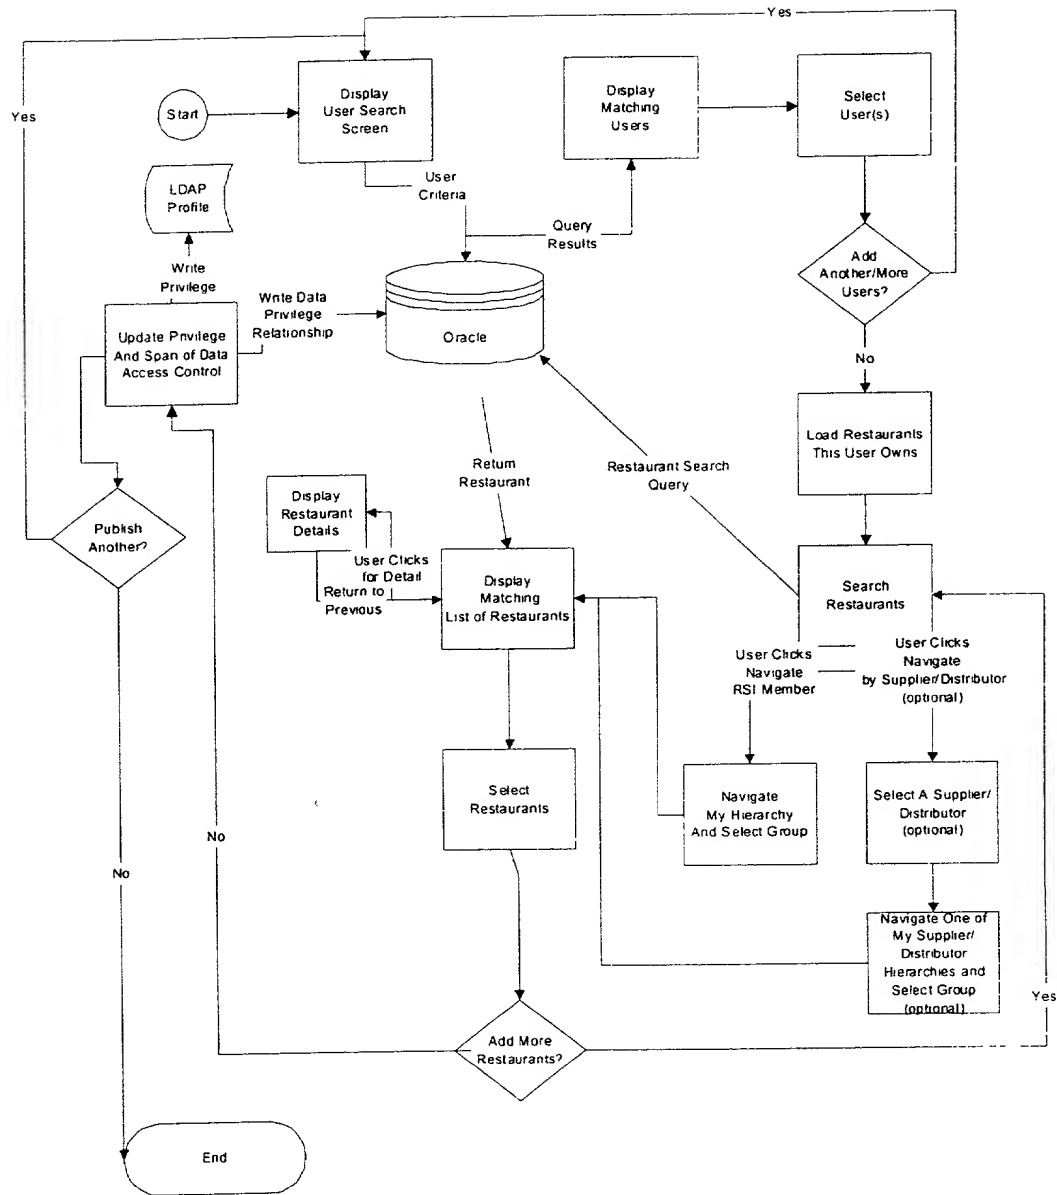 Yes
Yes
Start
Display
User Search
Screen
Display
Matching
Users
Select
User(s)
LDAP
Profile
User
Criteria
Query
Results
Add
Another/More
Users?
Write
Privilege
Write Data
Privilege
Relationship
Update Privilege
And Span of Data
Access Control
Oracle
No
Load Restaurants
This User Owns
Return
Restaurant
Restaurant Search
Query
Display
Restaurant
Details
Publish
Another?
User Clicks
for Detail
Return to
Previous
Display
Matching
List of Restaurants
Search
Restaurants
User Clicks
Navigate
RSI Member
User Clicks
Navigate
by Supplier/Distributor
(optional)
Select
Restaurants
Navigate
My Hierarchy
And Select Group
Select A Supplier/
Distributor
(optional)
No
No
Navigate One of
My Supplier/
Distributor
Hierarchies and
Select Group
(optional)
Yes
Add More
Restaurants?
End